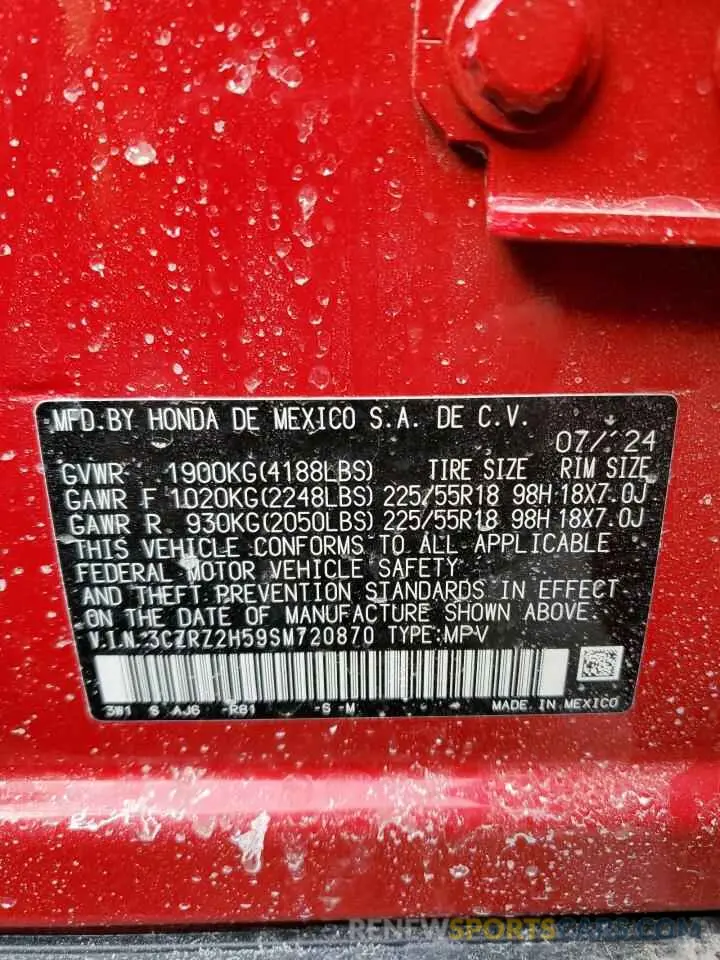 MFD.BY HONDA DE MEXICO S.A. DE C.V.
07/'24
GVWR 1900KG(4188LBS) TIRE SIZE RIM SIZE
GAWR F 1020KG(2248LBS) 225/55R18 98H 18X7.0J
GAWR R 930KG(2050LBS) 225/55R18 98H 18X7.0J
THIS VEHICLE CONFORMS TO ALL APPLICABLE
FEDERAL MOTOR VEHICLE SAFETY
AND THEFT PREVENTION STANDARDS IN EFFECT
ON THE DATE OF MANUFACTURE SHOWN ABOVE.
V.I.N. 3CZRZ2H59SM720870 TYPE:MPV
3W1 S AJ6 -R81 -S -M MADE IN MEXICO
RENEWSPORTSCARS.COM